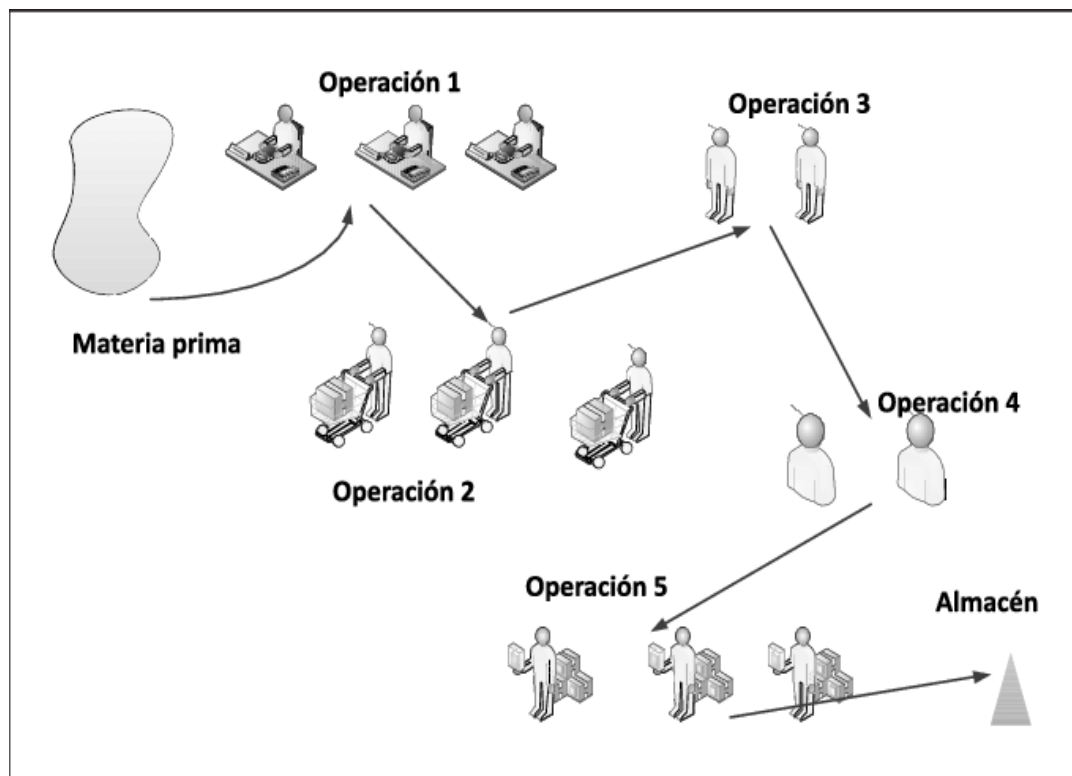 Operación 1
Operación 3
Materia prima
Operación 4
Operación 2
Operación 5
Almacén